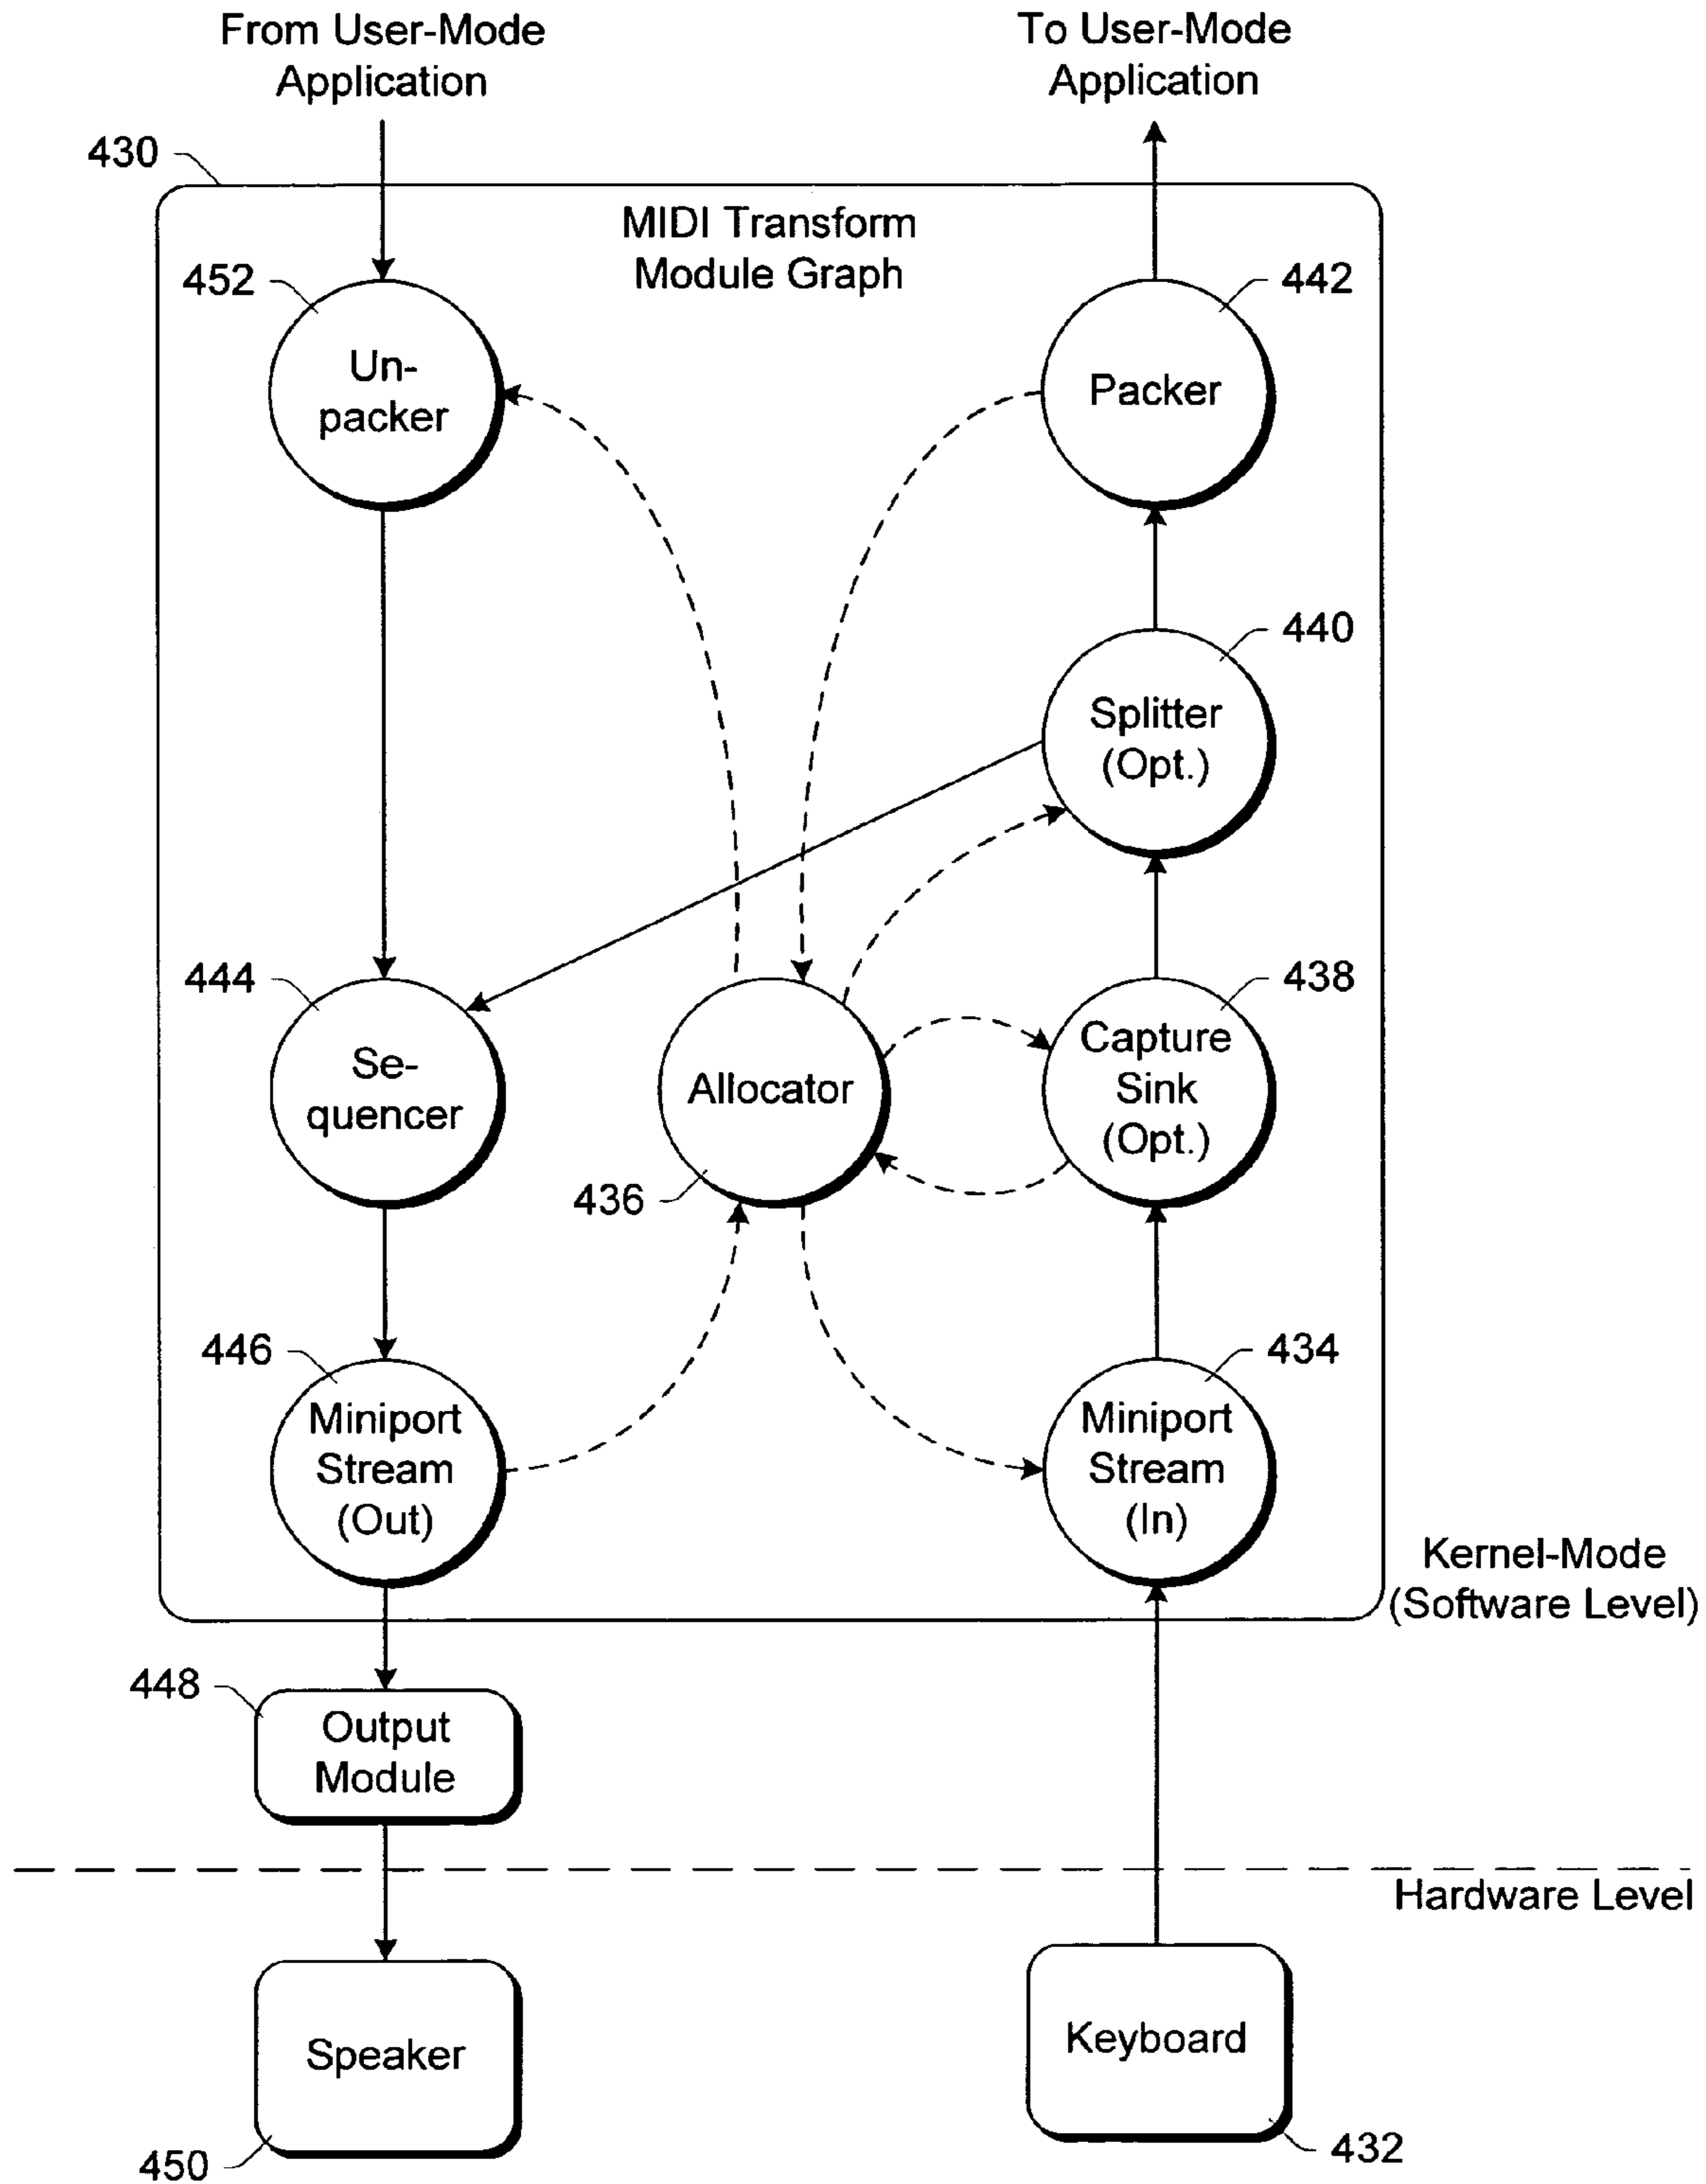 From User-Mode
Application
To User-Mode
Application
430
MIDI Transform
Module Graph
452
Un-
packer
442
Packer
440
Splitter
(Opt.)
444
Se-
quencer
Allocator
436
438
Capture
Sink
(Opt.)
446
Miniport
Stream
(Out)
434
Miniport
Stream
(In)
Kernel-Mode
(Software Level)
448
Output
Module
Hardware Level
Speaker
450
Keyboard
432